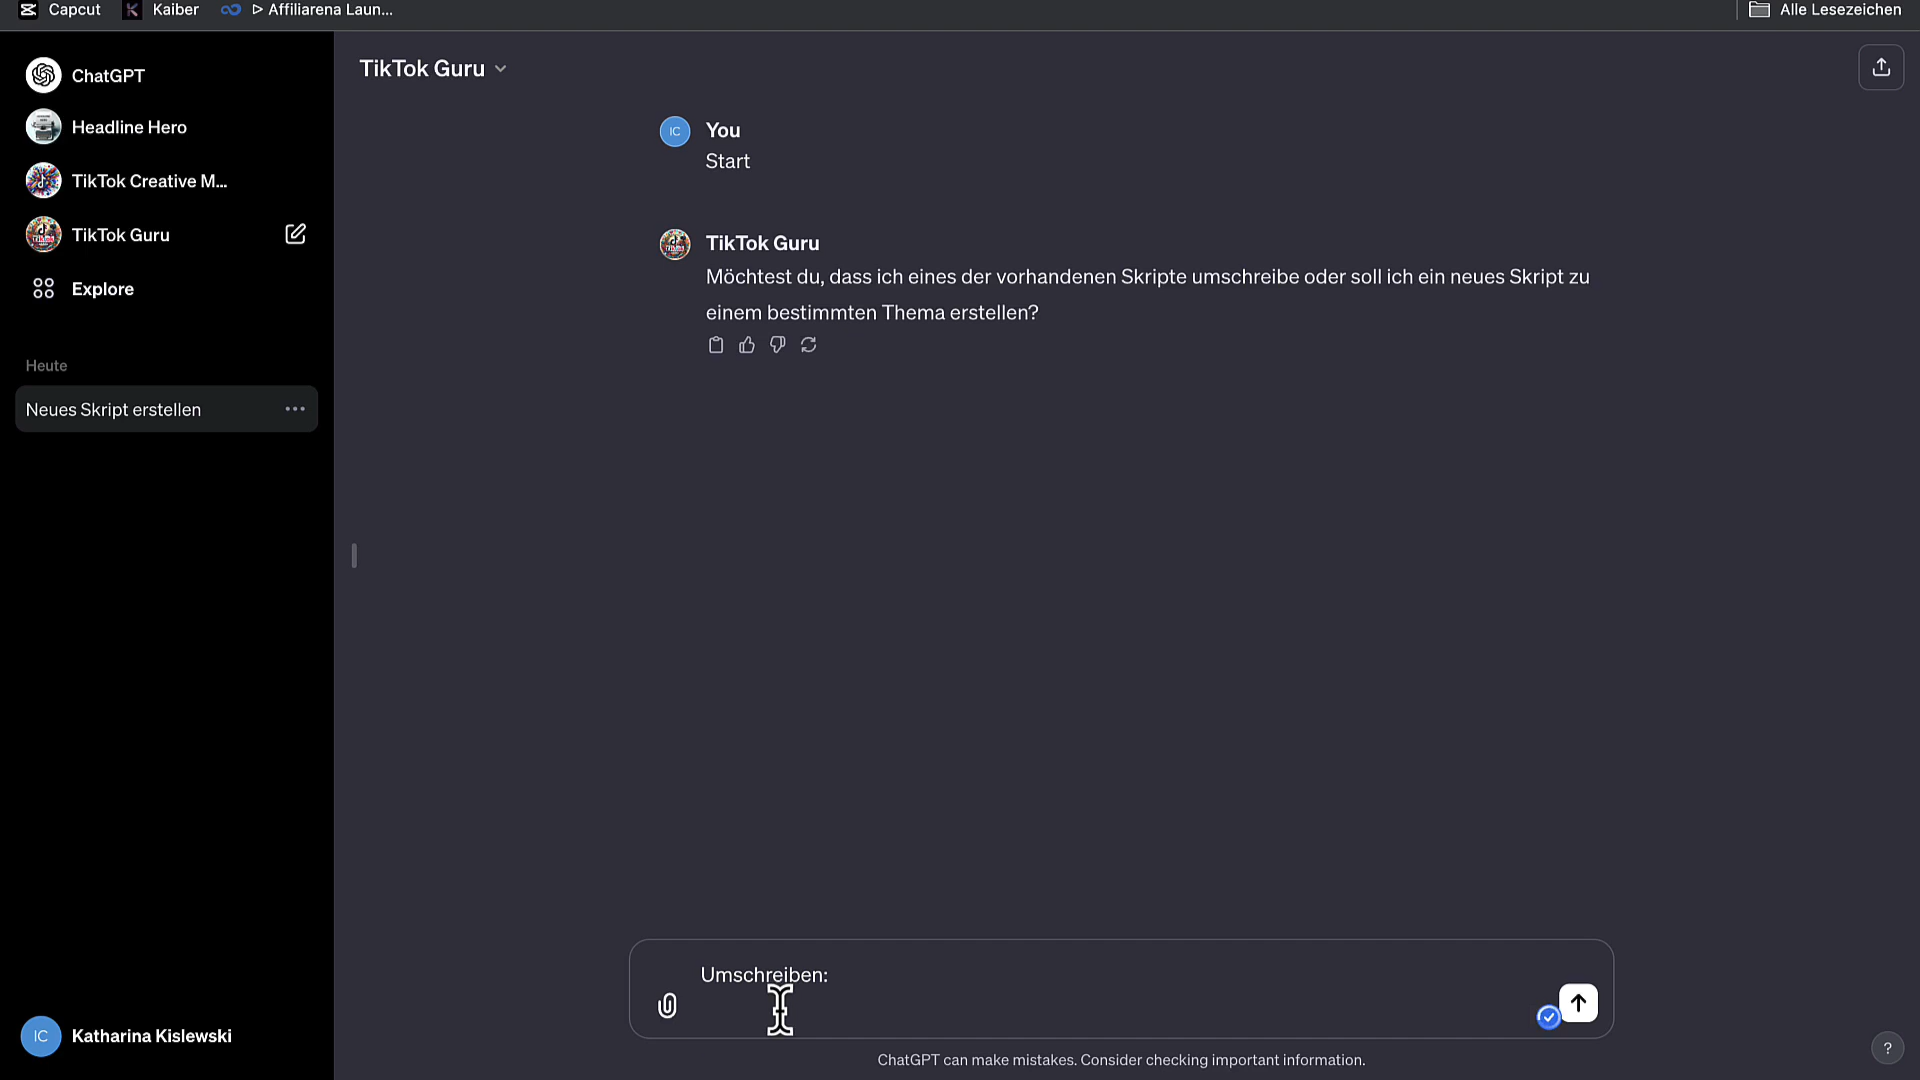 Capcut
Kaiber
Affiliarena Laun...
Alle Lesezeichen
ChatGPT
Headline Hero
TikTok Creative M...
TikTok Guru
Explore
Heute
Neues Skript erstellen
Katharina Kislewski
TikTok Guru
IC
You
Start
TikTok Guru
Möchtest du, dass ich eines der vorhandenen Skripte umschreibe oder soll ich ein neues Skript zu
einem bestimmten Thema erstellen?
Umschreiben:
ChatGPT can make mistakes. Consider checking important information.
IC
?